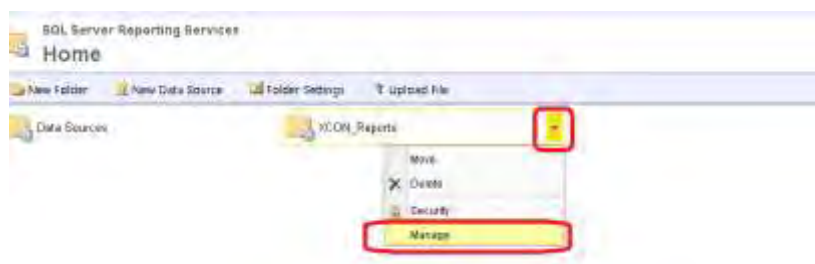 SQL Server Reporting Services
Home
New Folder New Data Source Folder Settings Upload File
Data Sources XCON_Reports
Move
Delete
Security
Manage